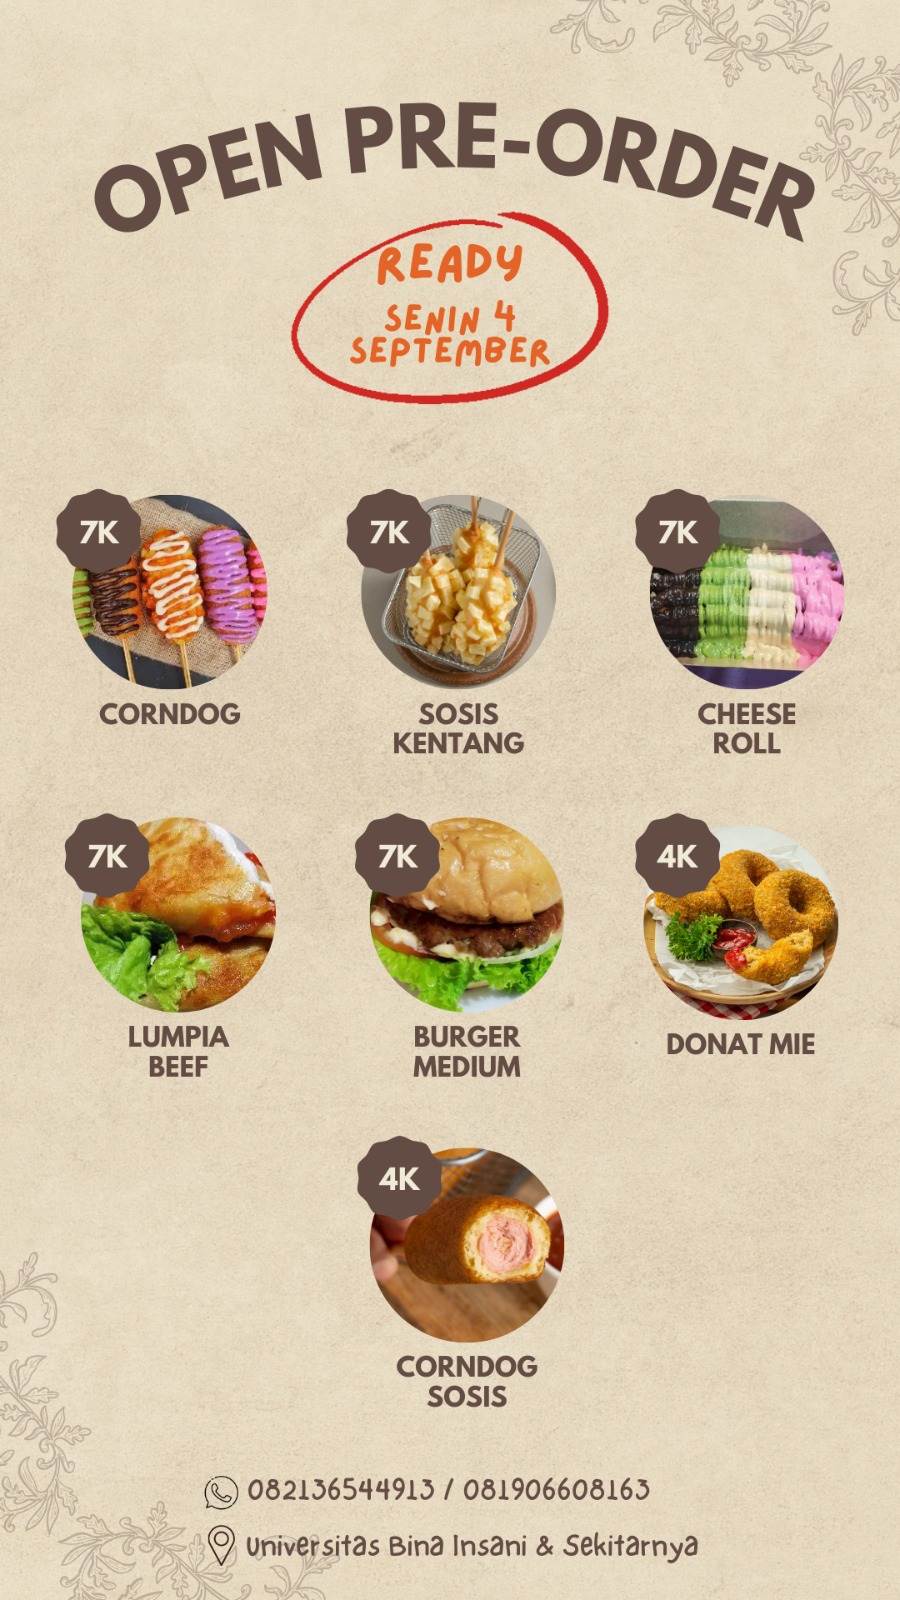 OPEN PRE-ORDER
READY
SENIN 4
SEPTEMBER
7K
CORNDOG
7K
SOSIS
KENTANG
7K
CHEESE
ROLL
7K
LUMPIA
BEEF
7K
BURGER
MEDIUM
4K
DONAT MIE
4K
CORNDOG
SOSIS
082136544913 / 081906608163
Universitas Bina Insani & Sekitarnya